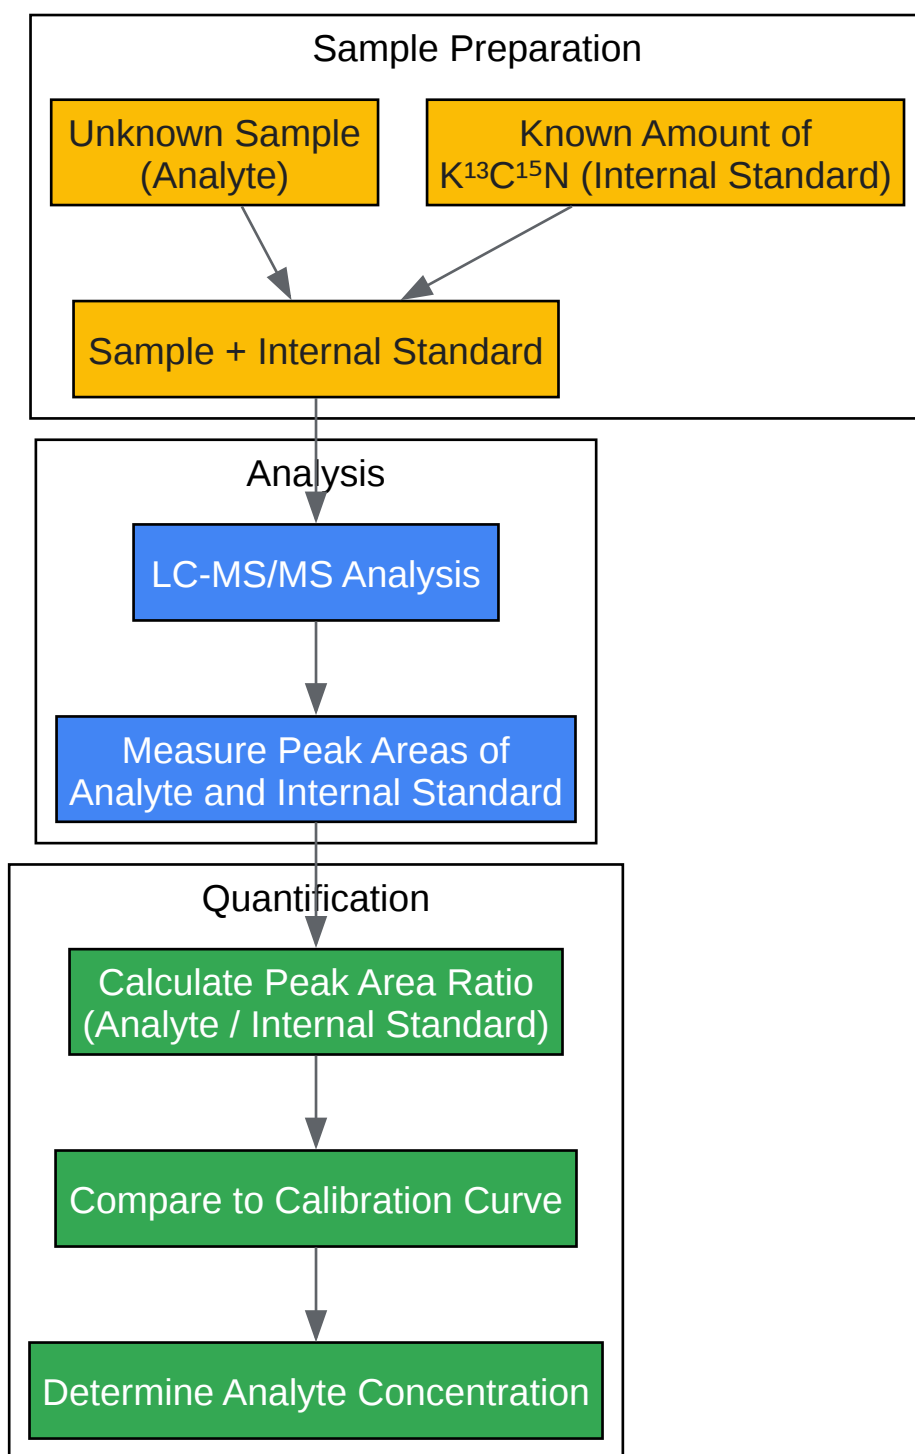 Sample Preparation
Unknown Sample
(Analyte)
Known Amount of
K¹³C¹⁵N (Internal Standard)
Sample + Internal Standard
Analysis
LC-MS/MS Analysis
Measure Peak Areas of
Analyte and Internal Standard
Quantification
Calculate Peak Area Ratio
(Analyte / Internal Standard)
Compare to Calibration Curve
Determine Analyte Concentration